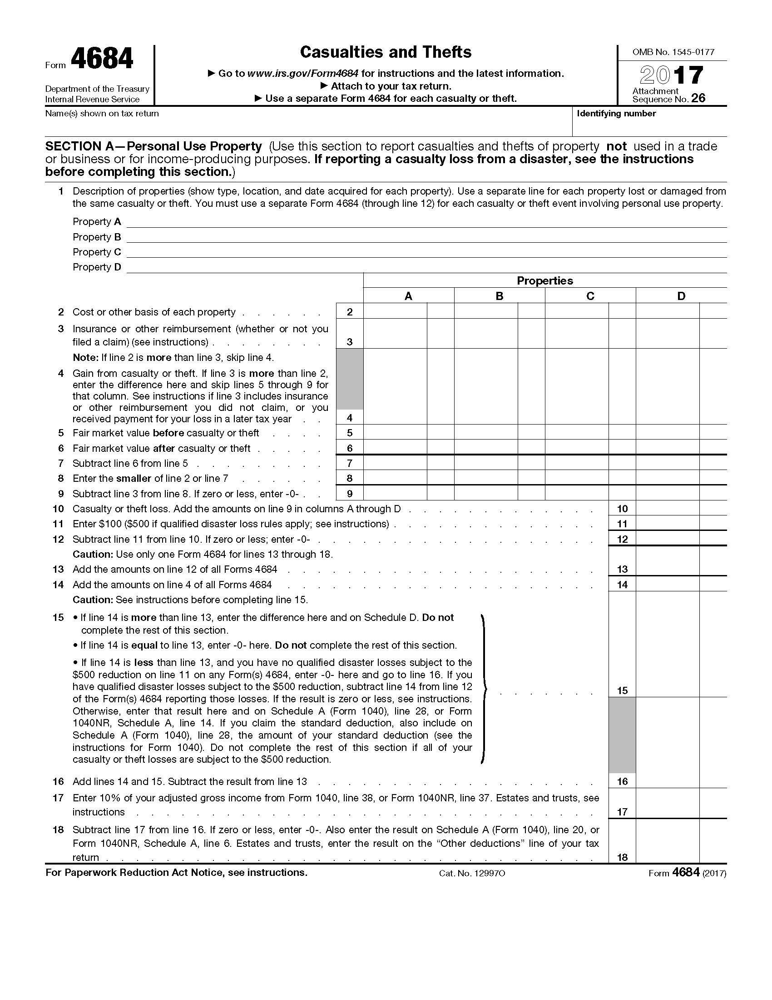 Form 4684
Department of the Treasury
Internal Revenue Service
Casualties and Thefts
▶ Go to www.irs.gov/Form4684 for instructions and the latest information.
▶ Attach to your tax return.
▶ Use a separate Form 4684 for each casualty or theft.
OMB No. 1545-0177
2017
Attachment
Sequence No. 26
Name(s) shown on tax return
Identifying number
SECTION A—Personal Use Property (Use this section to report casualties and thefts of property not used in a trade
or business or for income-producing purposes. If reporting a casualty loss from a disaster, see the instructions
before completing this section.)
1 Description of properties (show type, location, and date acquired for each property). Use a separate line for each property lost or damaged from
the same casualty or theft. You must use a separate Form 4684 (through line 12) for each casualty or theft event involving personal use property.
Property A
Property B
Property C
Property D
Properties
A B C D
2 Cost or other basis of each property . . . . . . 2
3 Insurance or other reimbursement (whether or not you
filed a claim) (see instructions) . . . . . . . . 3
Note: If line 2 is more than line 3, skip line 4.
4 Gain from casualty or theft. If line 3 is more than line 2,
enter the difference here and skip lines 5 through 9 for
that column. See instructions if line 3 includes insurance
or other reimbursement you did not claim, or you
received payment for your loss in a later tax year . . 4
5 Fair market value before casualty or theft . . . . 5
6 Fair market value after casualty or theft . . . . . 6
7 Subtract line 6 from line 5 . . . . . . . . . 7
8 Enter the smaller of line 2 or line 7 . . . . . . 8
9 Subtract line 3 from line 8. If zero or less, enter -0- . . 9
10 Casualty or theft loss. Add the amounts on line 9 in columns A through D . . . . . . . . . . . . . 10
11 Enter $100 ($500 if qualified disaster loss rules apply; see instructions) . . . . . . . . . . . . . . 11
12 Subtract line 11 from line 10. If zero or less; enter -0- . . . . . . . . . . . . . . . . . . . 12
Caution: Use only one Form 4684 for lines 13 through 18.
13 Add the amounts on line 12 of all Forms 4684 . . . . . . . . . . . . . . . . . . . . . 13
14 Add the amounts on line 4 of all Forms 4684 . . . . . . . . . . . . . . . . . . . . . 14
Caution: See instructions before completing line 15.
15 • If line 14 is more than line 13, enter the difference here and on Schedule D. Do not
complete the rest of this section.
• If line 14 is equal to line 13, enter -0- here. Do not complete the rest of this section.
• If line 14 is less than line 13, and you have no qualified disaster losses subject to the
$500 reduction on line 11 on any Form(s) 4684, enter -0- here and go to line 16. If you
have qualified disaster losses subject to the $500 reduction, subtract line 14 from line 12
of the Form(s) 4684 reporting those losses. If the result is zero or less, see instructions.
Otherwise, enter that result here and on Schedule A (Form 1040), line 28, or Form
1040NR, Schedule A, line 14. If you claim the standard deduction, also include on
Schedule A (Form 1040), line 28, the amount of your standard deduction (see the
instructions for Form 1040). Do not complete the rest of this section if all of your
casualty or theft losses are subject to the $500 reduction.
. . . . . . . 15
16 Add lines 14 and 15. Subtract the result from line 13 . . . . . . . . . . . . . . . . . . . 16
17 Enter 10% of your adjusted gross income from Form 1040, line 38, or Form 1040NR, line 37. Estates and trusts, see
instructions . . . . . . . . . . . . . . . . . . . . . . . . . . . . . . . 17
18 Subtract line 17 from line 16. If zero or less, enter -0-. Also enter the result on Schedule A (Form 1040), line 20, or
Form 1040NR, Schedule A, line 6. Estates and trusts, enter the result on the “Other deductions” line of your tax
return . . . . . . . . . . . . . . . . . . . . . . . . . . . . . . . . . 18
For Paperwork Reduction Act Notice, see instructions. Cat. No. 12997O Form 4684 (2017)